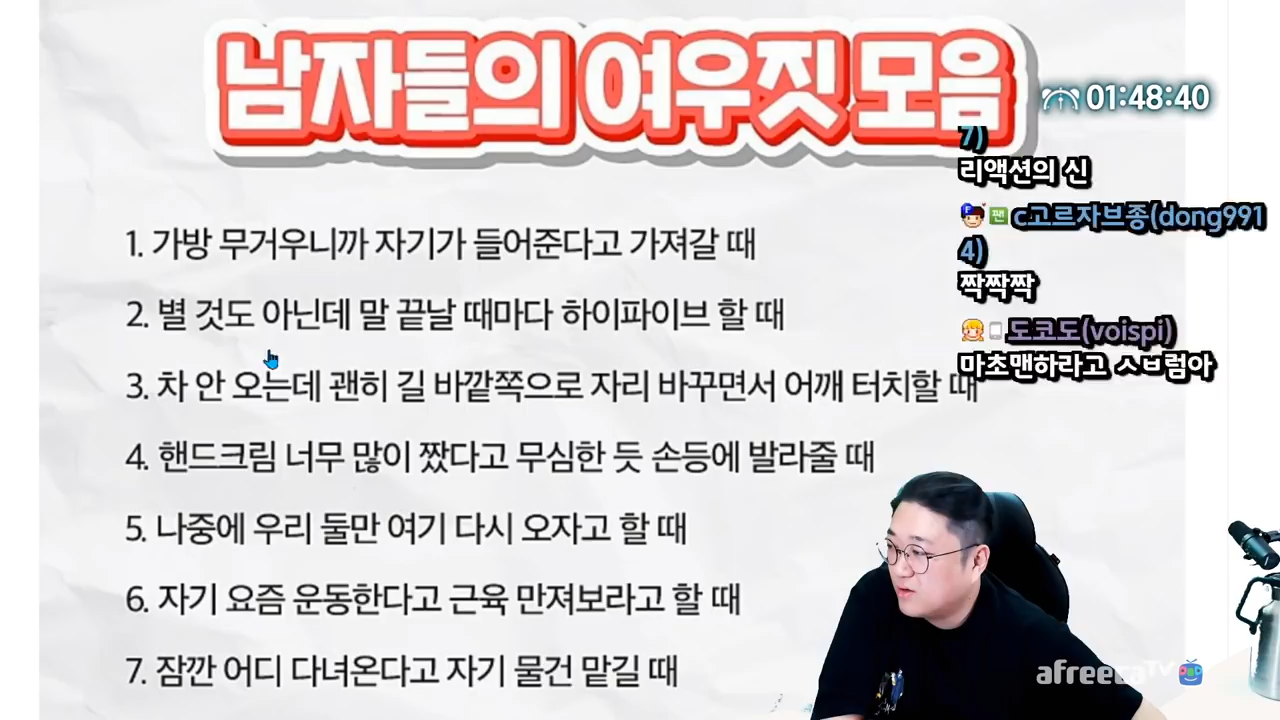 남자들의 여우짓 모음
01:48:40
7)
리액션의 신
팬 c고르자브종(dong991
4)
짝짝짝
도코도(voispi)
마초맨하라고 ㅅㅂ럼아
1. 가방 무거우니까 자기가 들어준다고 가져갈 때
2. 별 것도 아닌데 말 끝날 때마다 하이파이브 할 때
3. 차 안 오는데 괜히 길 바깥쪽으로 자리 바꾸면서 어깨 터치할 때
4. 핸드크림 너무 많이 짰다고 무심한 듯 손등에 발라줄 때
5. 나중에 우리 둘만 여기 다시 오자고 할 때
6. 자기 요즘 운동한다고 근육 만져보라고 할 때
7. 잠깐 어디 다녀온다고 자기 물건 맡길 때
afreecaTV